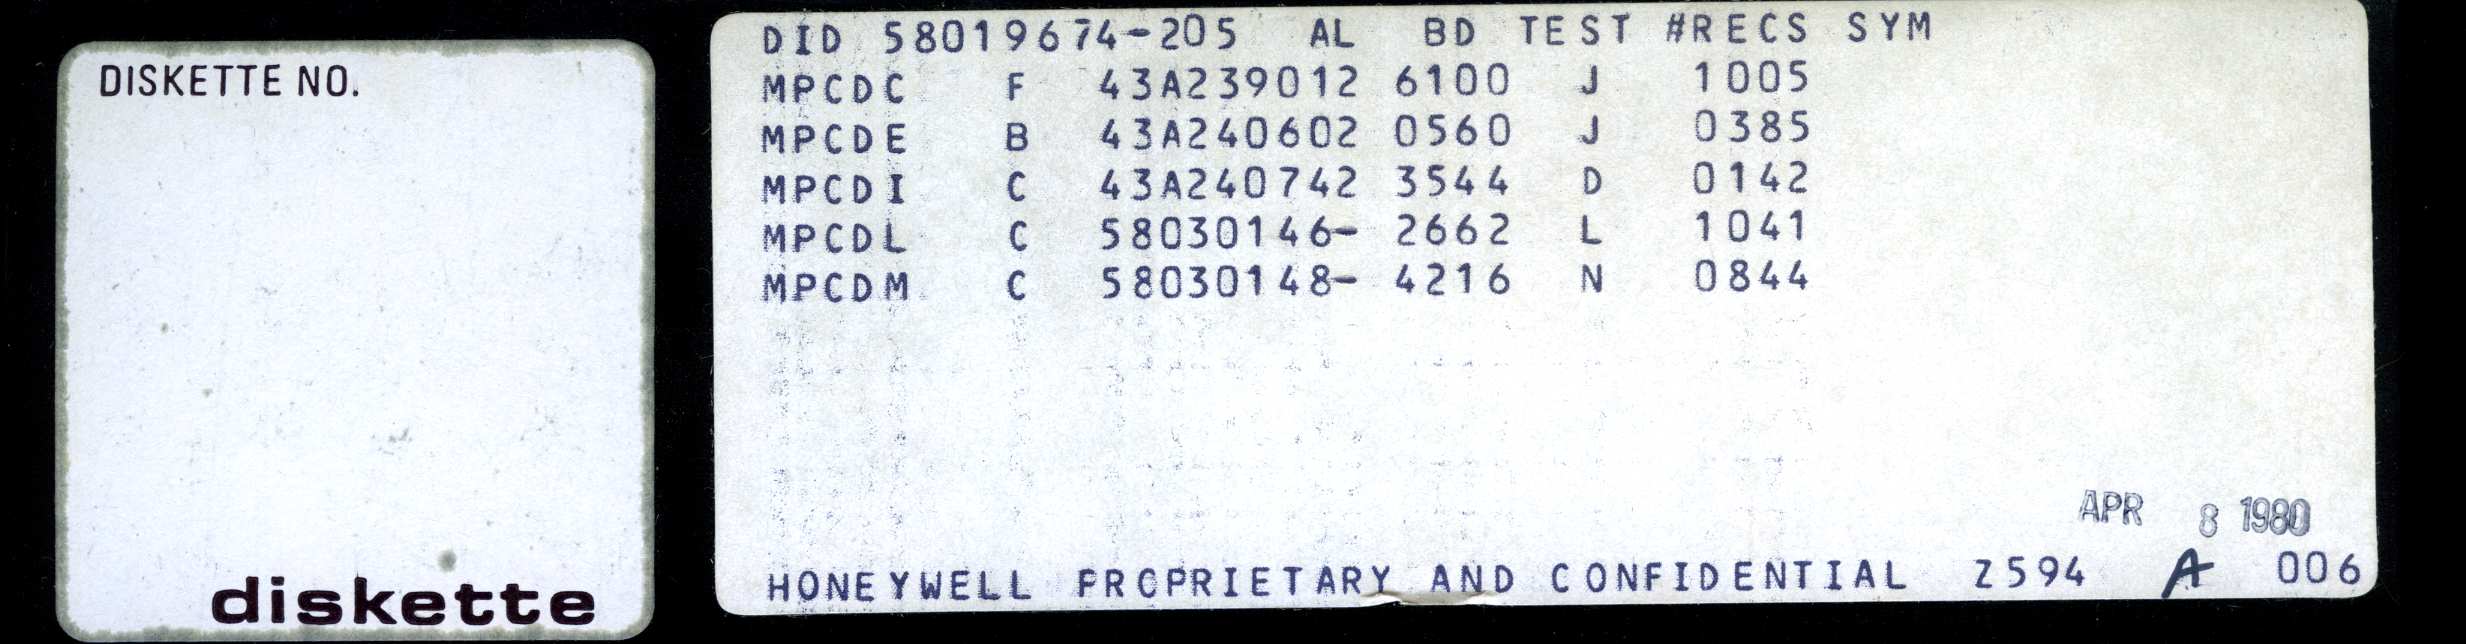 DISKETTE NO.
diskette
DID 58019674-205 AL BD TEST #RECS SYM
MPCDC F 43A239012 6100 J 1005
MPCDE B 43A240602 0560 J 0385
MPCDI C 43A240742 3544 D 0142
MPCDL C 58030146- 2662 L 1041
MPCDM C 58030148- 4216 N 0844
APR 8 1980
HONEYWELL PROPRIETARY AND CONFIDENTIAL Z594 A 006